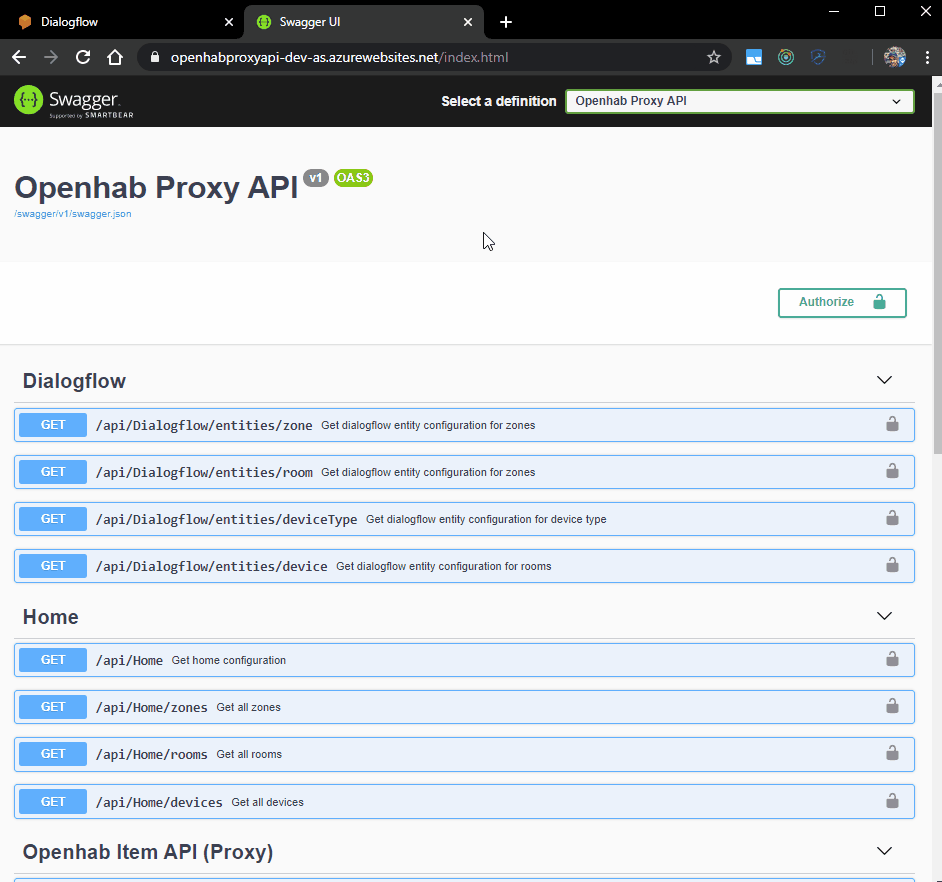 Dialogflow
Swagger UI
openhabproxyapi-dev-as.azurewebsites.net/index.html
Swagger
Supported by SMARTBEAR
Select a definition
Openhab Proxy API
Openhab Proxy API v1 OAS3
/swagger/v1/swagger.json
Authorize
Dialogflow
GET /api/Dialogflow/entities/zone Get dialogflow entity configuration for zones
GET /api/Dialogflow/entities/room Get dialogflow entity configuration for zones
GET /api/Dialogflow/entities/deviceType Get dialogflow entity configuration for device type
GET /api/Dialogflow/entities/device Get dialogflow entity configuration for rooms
Home
GET /api/Home Get home configuration
GET /api/Home/zones Get all zones
GET /api/Home/rooms Get all rooms
GET /api/Home/devices Get all devices
Openhab Item API (Proxy)